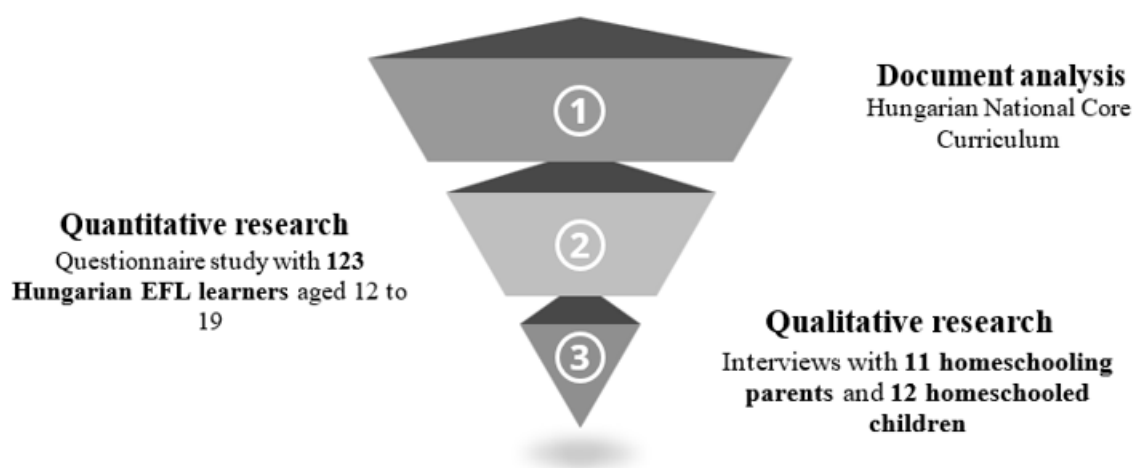 1
Document analysis
Hungarian National Core
Curriculum
2
Quantitative research
Questionnaire study with 123
Hungarian EFL learners aged 12 to
19
3
Qualitative research
Interviews with 11 homeschooling
parents and 12 homeschooled
children